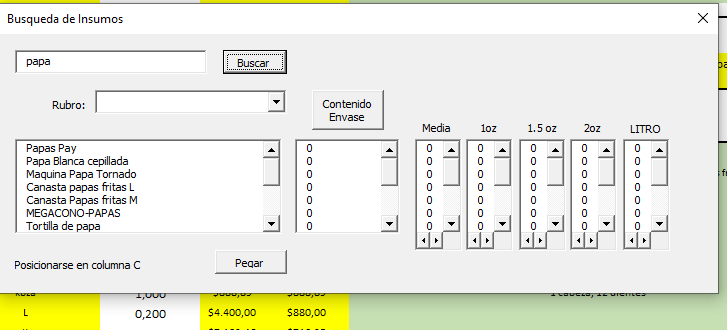 Busqueda de Insumos
papa
Buscar
Rubro:
Contenido
Envase
Media 1oz 1.5 oz 2oz LITRO
Papas Pay 0 0 0 0 0 0
Papa Blanca cepillada 0 0 0 0 0 0
Maquina Papa Tornado 0 0 0 0 0 0
Canasta papas fritas L 0 0 0 0 0 0
Canasta Papas fritas M 0 0 0 0 0 0
MEGACONO-PAPAS 0 0 0 0 0 0
Tortilla de papa 0 0 0 0 0 0
Posicionarse en columna C
Pegar
1,000
1 cabeza, 12 dientes
L 0,200 $4.400,00 $880,00